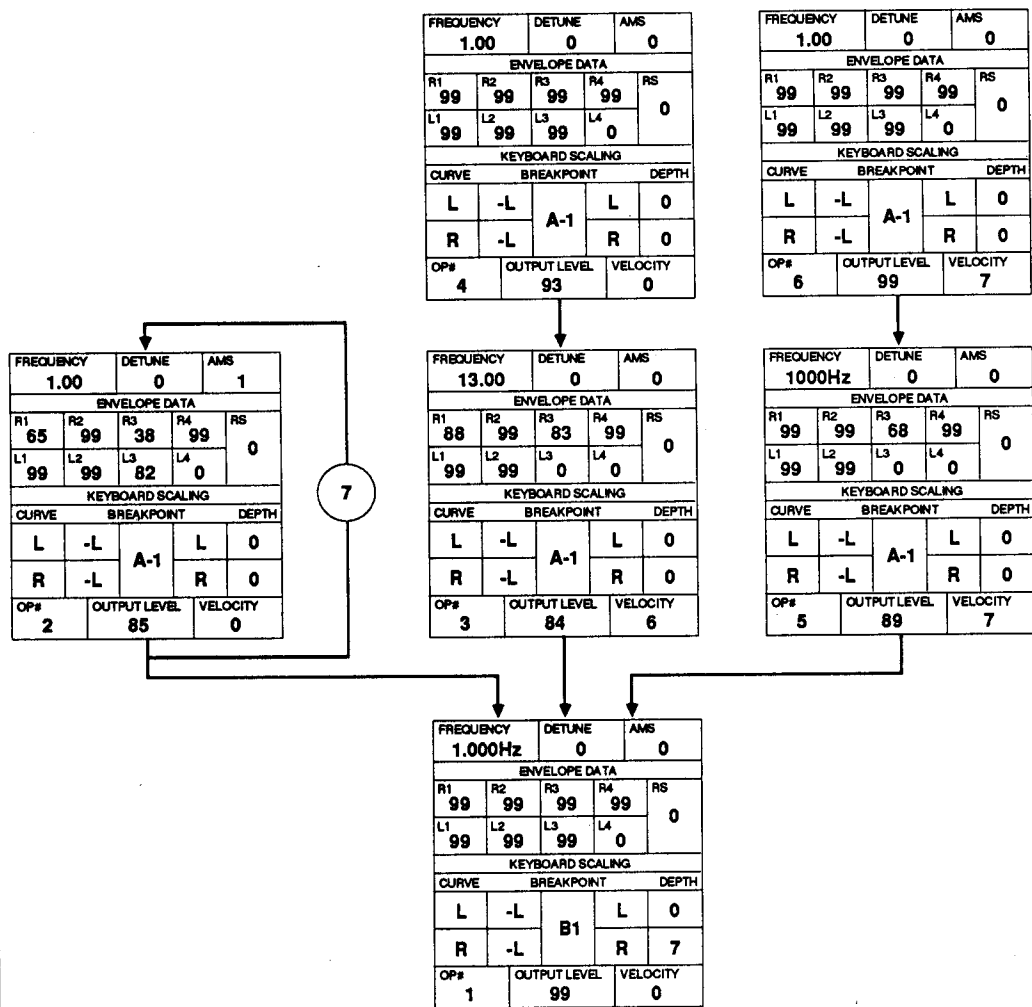 FREQUENCY DETUNE AMS
1.00 0 0
ENVELOPE DATA
R1 R2 R3 R4 RS
99 99 99 99 0
L1 L2 L3 L4
99 99 99 0
KEYBOARD SCALING
CURVE BREAKPOINT DEPTH
L -L A-1 L 0
R -L R 0
OP# OUTPUT LEVEL VELOCITY
4 93 0
FREQUENCY DETUNE AMS
1.00 0 0
ENVELOPE DATA
R1 R2 R3 R4 RS
99 99 99 99 0
L1 L2 L3 L4
99 99 99 0
KEYBOARD SCALING
CURVE BREAKPOINT DEPTH
L -L A-1 L 0
R -L R 0
OP# OUTPUT LEVEL VELOCITY
6 99 7
FREQUENCY DETUNE AMS
1.00 0 1
ENVELOPE DATA
R1 R2 R3 R4 RS
65 99 38 99 0
L1 L2 L3 L4
99 99 82 0
KEYBOARD SCALING
CURVE BREAKPOINT DEPTH
L -L A-1 L 0
R -L R 0
OP# OUTPUT LEVEL VELOCITY
2 85 0
7
FREQUENCY DETUNE AMS
13.00 0 0
ENVELOPE DATA
R1 R2 R3 R4 RS
88 99 83 99 0
L1 L2 L3 L4
99 99 0 0
KEYBOARD SCALING
CURVE BREAKPOINT DEPTH
L -L A-1 L 0
R -L R 0
OP# OUTPUT LEVEL VELOCITY
3 84 6
FREQUENCY DETUNE AMS
1000Hz 0 0
ENVELOPE DATA
R1 R2 R3 R4 RS
99 99 68 99 0
L1 L2 L3 L4
99 99 0 0
KEYBOARD SCALING
CURVE BREAKPOINT DEPTH
L -L A-1 L 0
R -L R 0
OP# OUTPUT LEVEL VELOCITY
5 89 7
FREQUENCY DETUNE AMS
1.000Hz 0 0
ENVELOPE DATA
R1 R2 R3 R4 RS
99 99 99 99 0
L1 L2 L3 L4
99 99 99 0
KEYBOARD SCALING
CURVE BREAKPOINT DEPTH
L -L B1 L 0
R -L R 7
OP# OUTPUT LEVEL VELOCITY
1 99 0